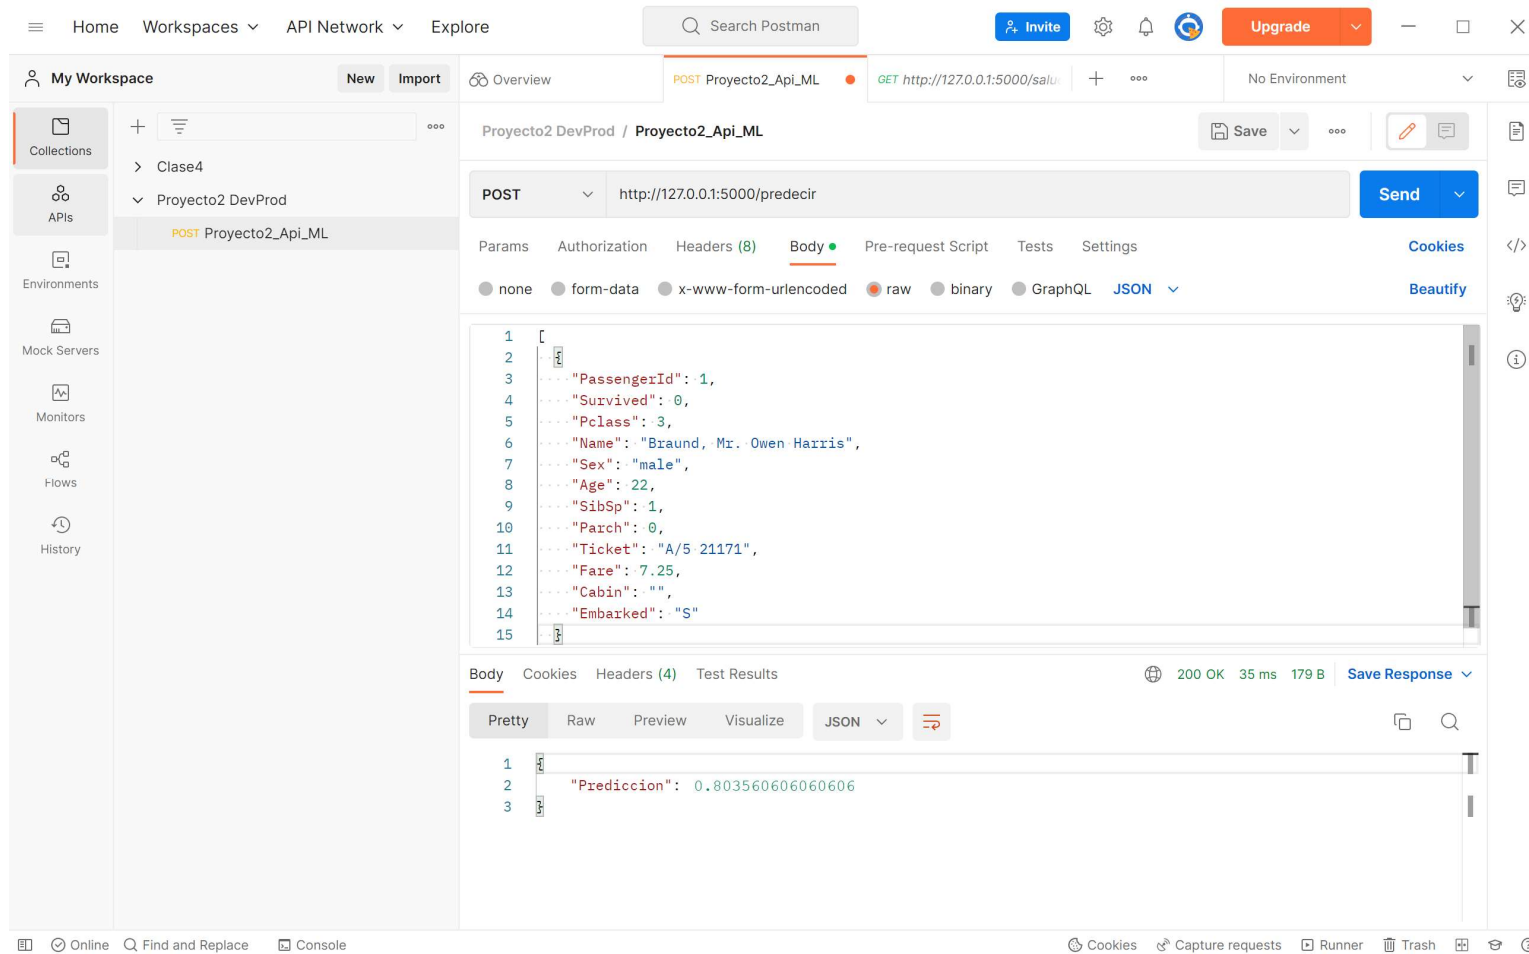 Home Workspaces API Network Explore Search Postman Invite Upgrade
My Workspace New Import Overview POST Proyecto2_Api_ML GET http://127.0.0.1:5000/salu No Environment
Collections
APIs
Environments
Mock Servers
Monitors
Flows
History
Clase4
Proyecto2 DevProd
POST Proyecto2_Api_ML
Proyecto2 DevProd / Proyecto2_Api_ML Save
POST http://127.0.0.1:5000/predecir Send
Params Authorization Headers (8) Body Pre-request Script Tests Settings Cookies
none form-data x-www-form-urlencoded raw binary GraphQL JSON Beautify
1 [
2 {
3 "PassengerId": 1,
4 "Survived": 0,
5 "Pclass": 3,
6 "Name": "Braund, Mr. Owen Harris",
7 "Sex": "male",
8 "Age": 22,
9 "SibSp": 1,
10 "Parch": 0,
11 "Ticket": "A/5 21171",
12 "Fare": 7.25,
13 "Cabin": "",
14 "Embarked": "S"
15 }
Body Cookies Headers (4) Test Results 200 OK 35 ms 179 B Save Response
Pretty Raw Preview Visualize JSON
1 {
2 "Prediccion": 0.803560606060606
3 }
Online Find and Replace Console Cookies Capture requests Runner Trash